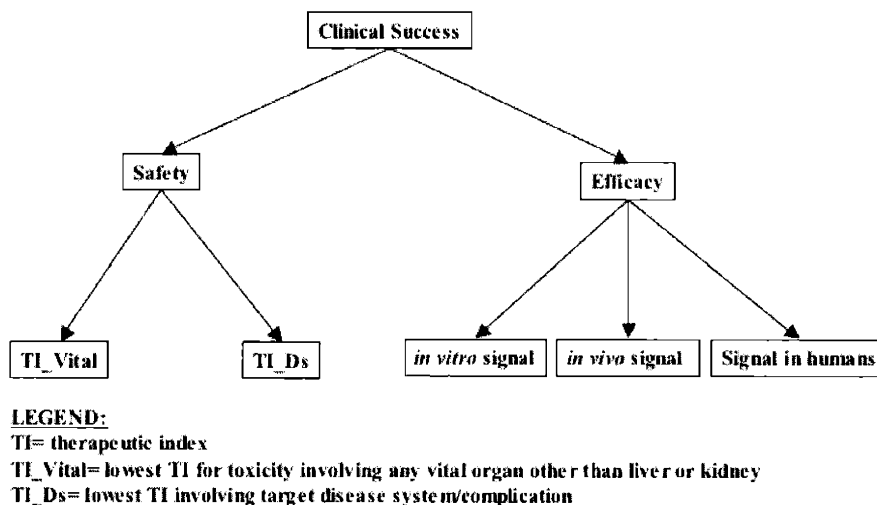 Clinical Success
Safety
Efficacy
TI_Vital
TI_Ds
in vitro signal
in vivo signal
Signal in humans
LEGEND:
TI= therapeutic index
TI_Vital= lowest TI for toxicity involving any vital organ other than liver or kidney
TI_Ds= lowest TI involving target disease system/complication